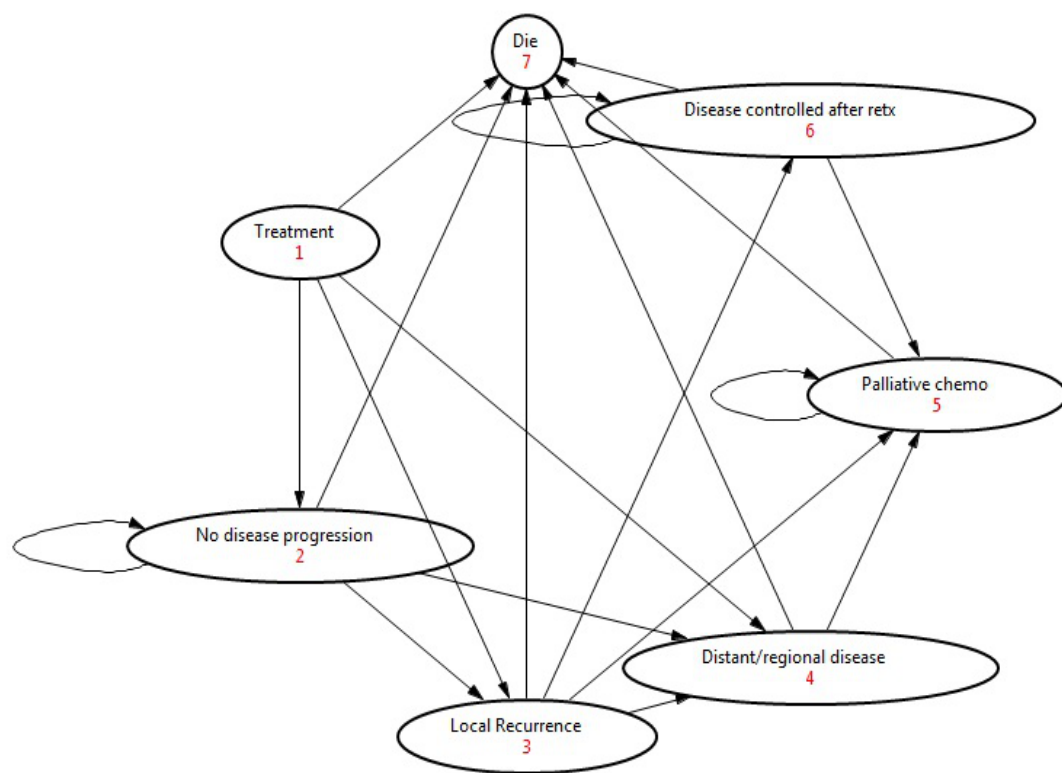 Die
7
Disease controlled after retx
6
Treatment
1
Palliative chemo
5
No disease progression
2
Distant/regional disease
4
Local Recurrence
3